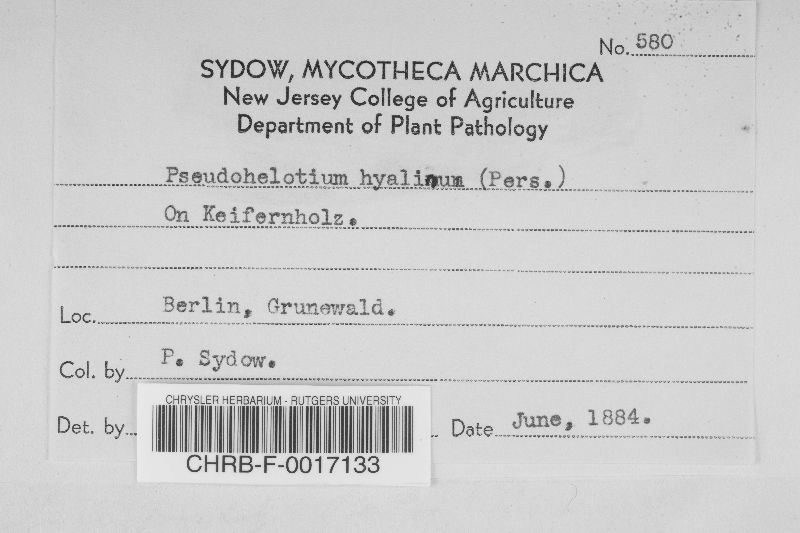 No. 580
SYDOW, MYCOTHECA MARCHICA
New Jersey College of Agriculture
Department of Plant Pathology
Pseudohelotium hyalinum (Pers.)
On Keifernholz.
Loc. Berlin, Grunewald.
Col. by P. Sydow.
Det. by
Date June, 1884.
CHRYSLER HERBARIUM - RUTGERS UNIVERSITY
CHRB-F-0017133